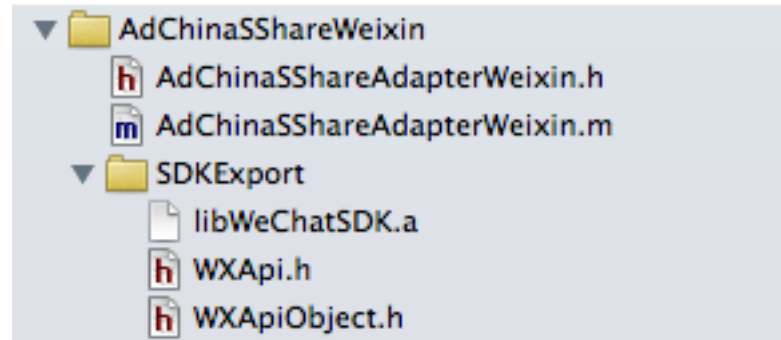 AdChinaSShareWeixin
h AdChinaSShareAdapterWeixin.h
m AdChinaSShareAdapterWeixin.m
SDKExport
libWeChatSDK.a
h WXApi.h
h WXApiObject.h